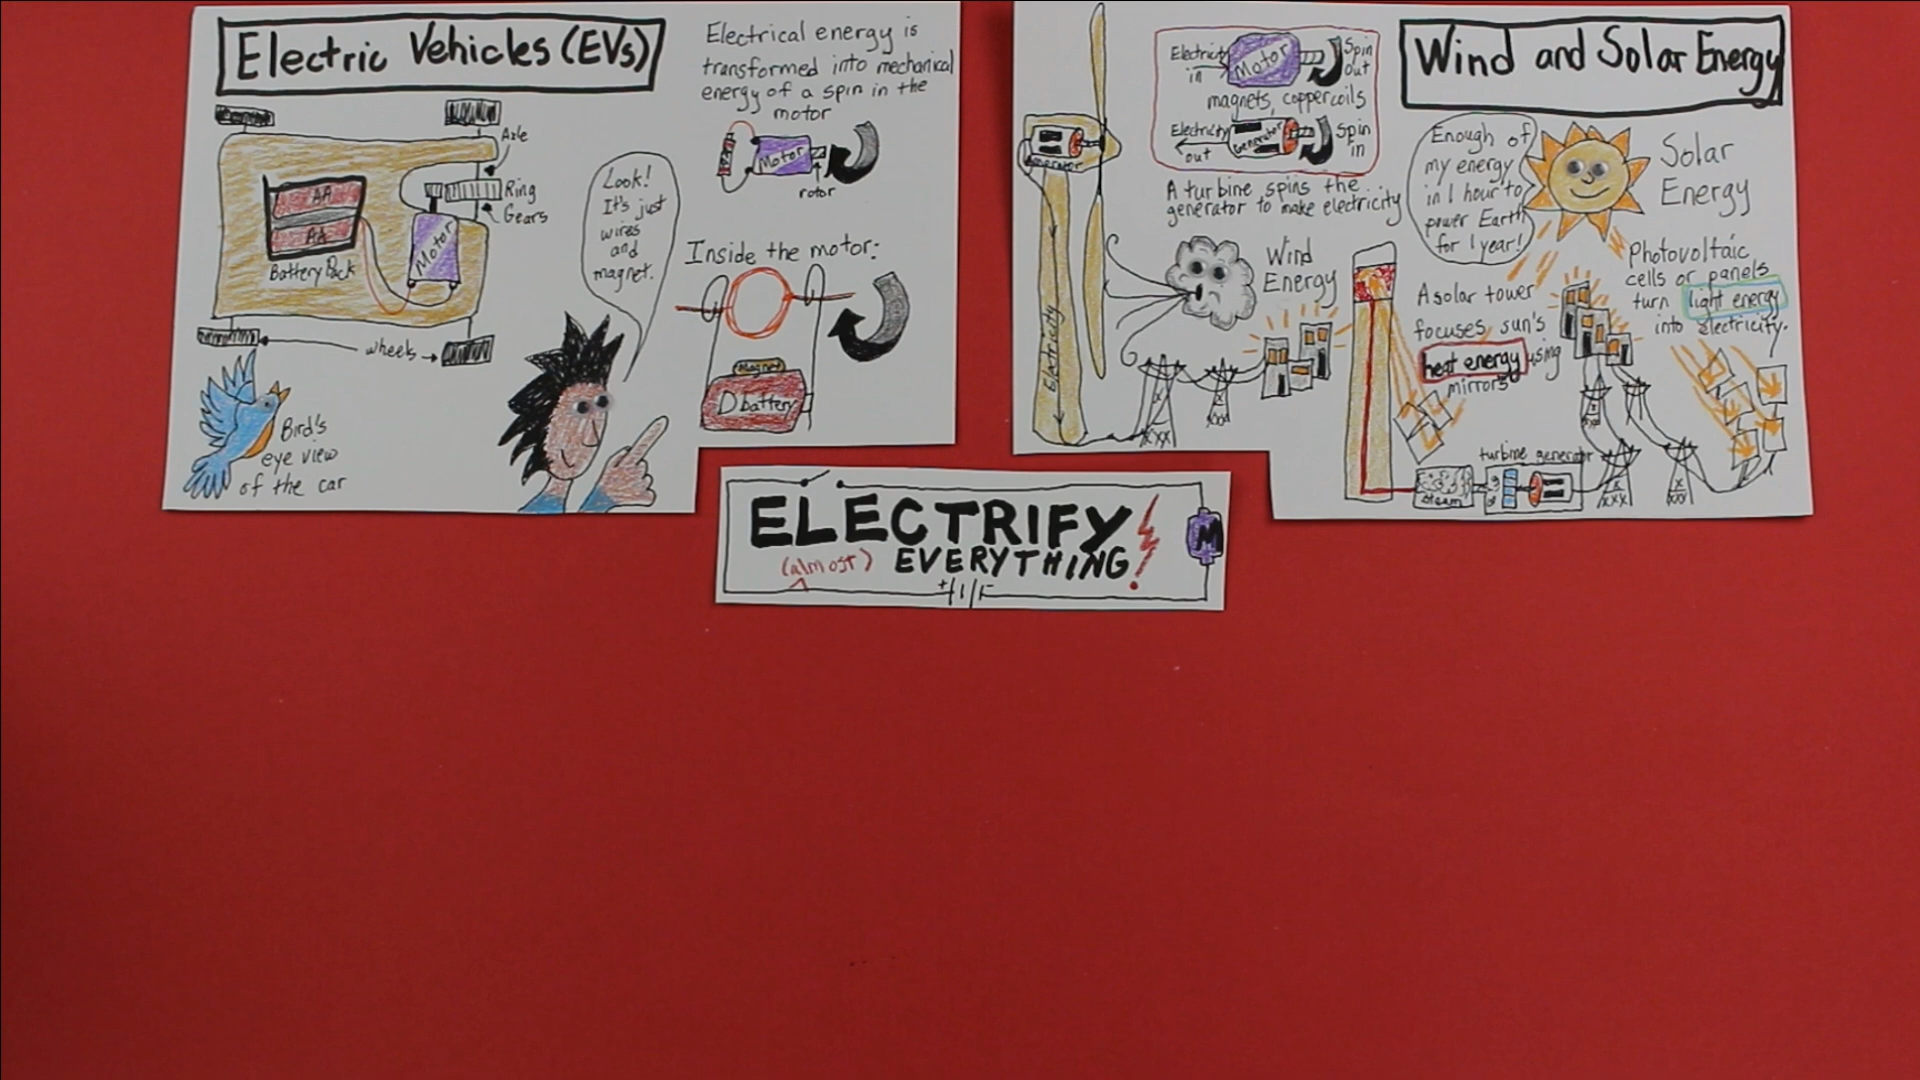 Electric Vehicles (EVs)
Electrical energy is
transformed into mechanical
energy of a spin in the
motor
Motor
rotor
Axle
Ring
Gears
AA
AA
Battery Pack
Motor
wheels
Bird's
eye view
of the car
Look!
It's just
wires
and
magnet.
Inside the motor:
Magnet
D battery
Wind and Solar Energy
Electricity
in
Motor
Spin
out
magnets, copper coils
Electricity
out
Generator
Spin
in
Generator
A turbine spins the
generator to make electricity
Electricity
Wind
Energy
Enough of
my energy
in 1 hour to
power Earth
for 1 year!
Solar
Energy
A solar tower
focuses sun's
heat energy using
mirrors
Photovoltaic
cells or panels
turn light energy
into electricity.
turbine generator
steam
ELECTRIFY
(almost) EVERYTHING!
M
+